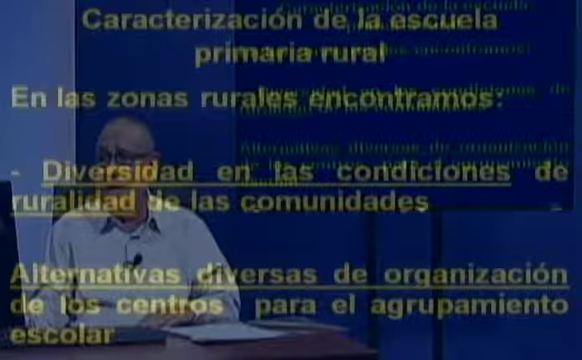 Caracterización de la escuela
primaria rural
En las zonas rurales encontramos:
- Diversidad en las condiciones de
ruralidad de las comunidades
Alternativas diversas de organización
de los centros para el agrupamiento
escolar